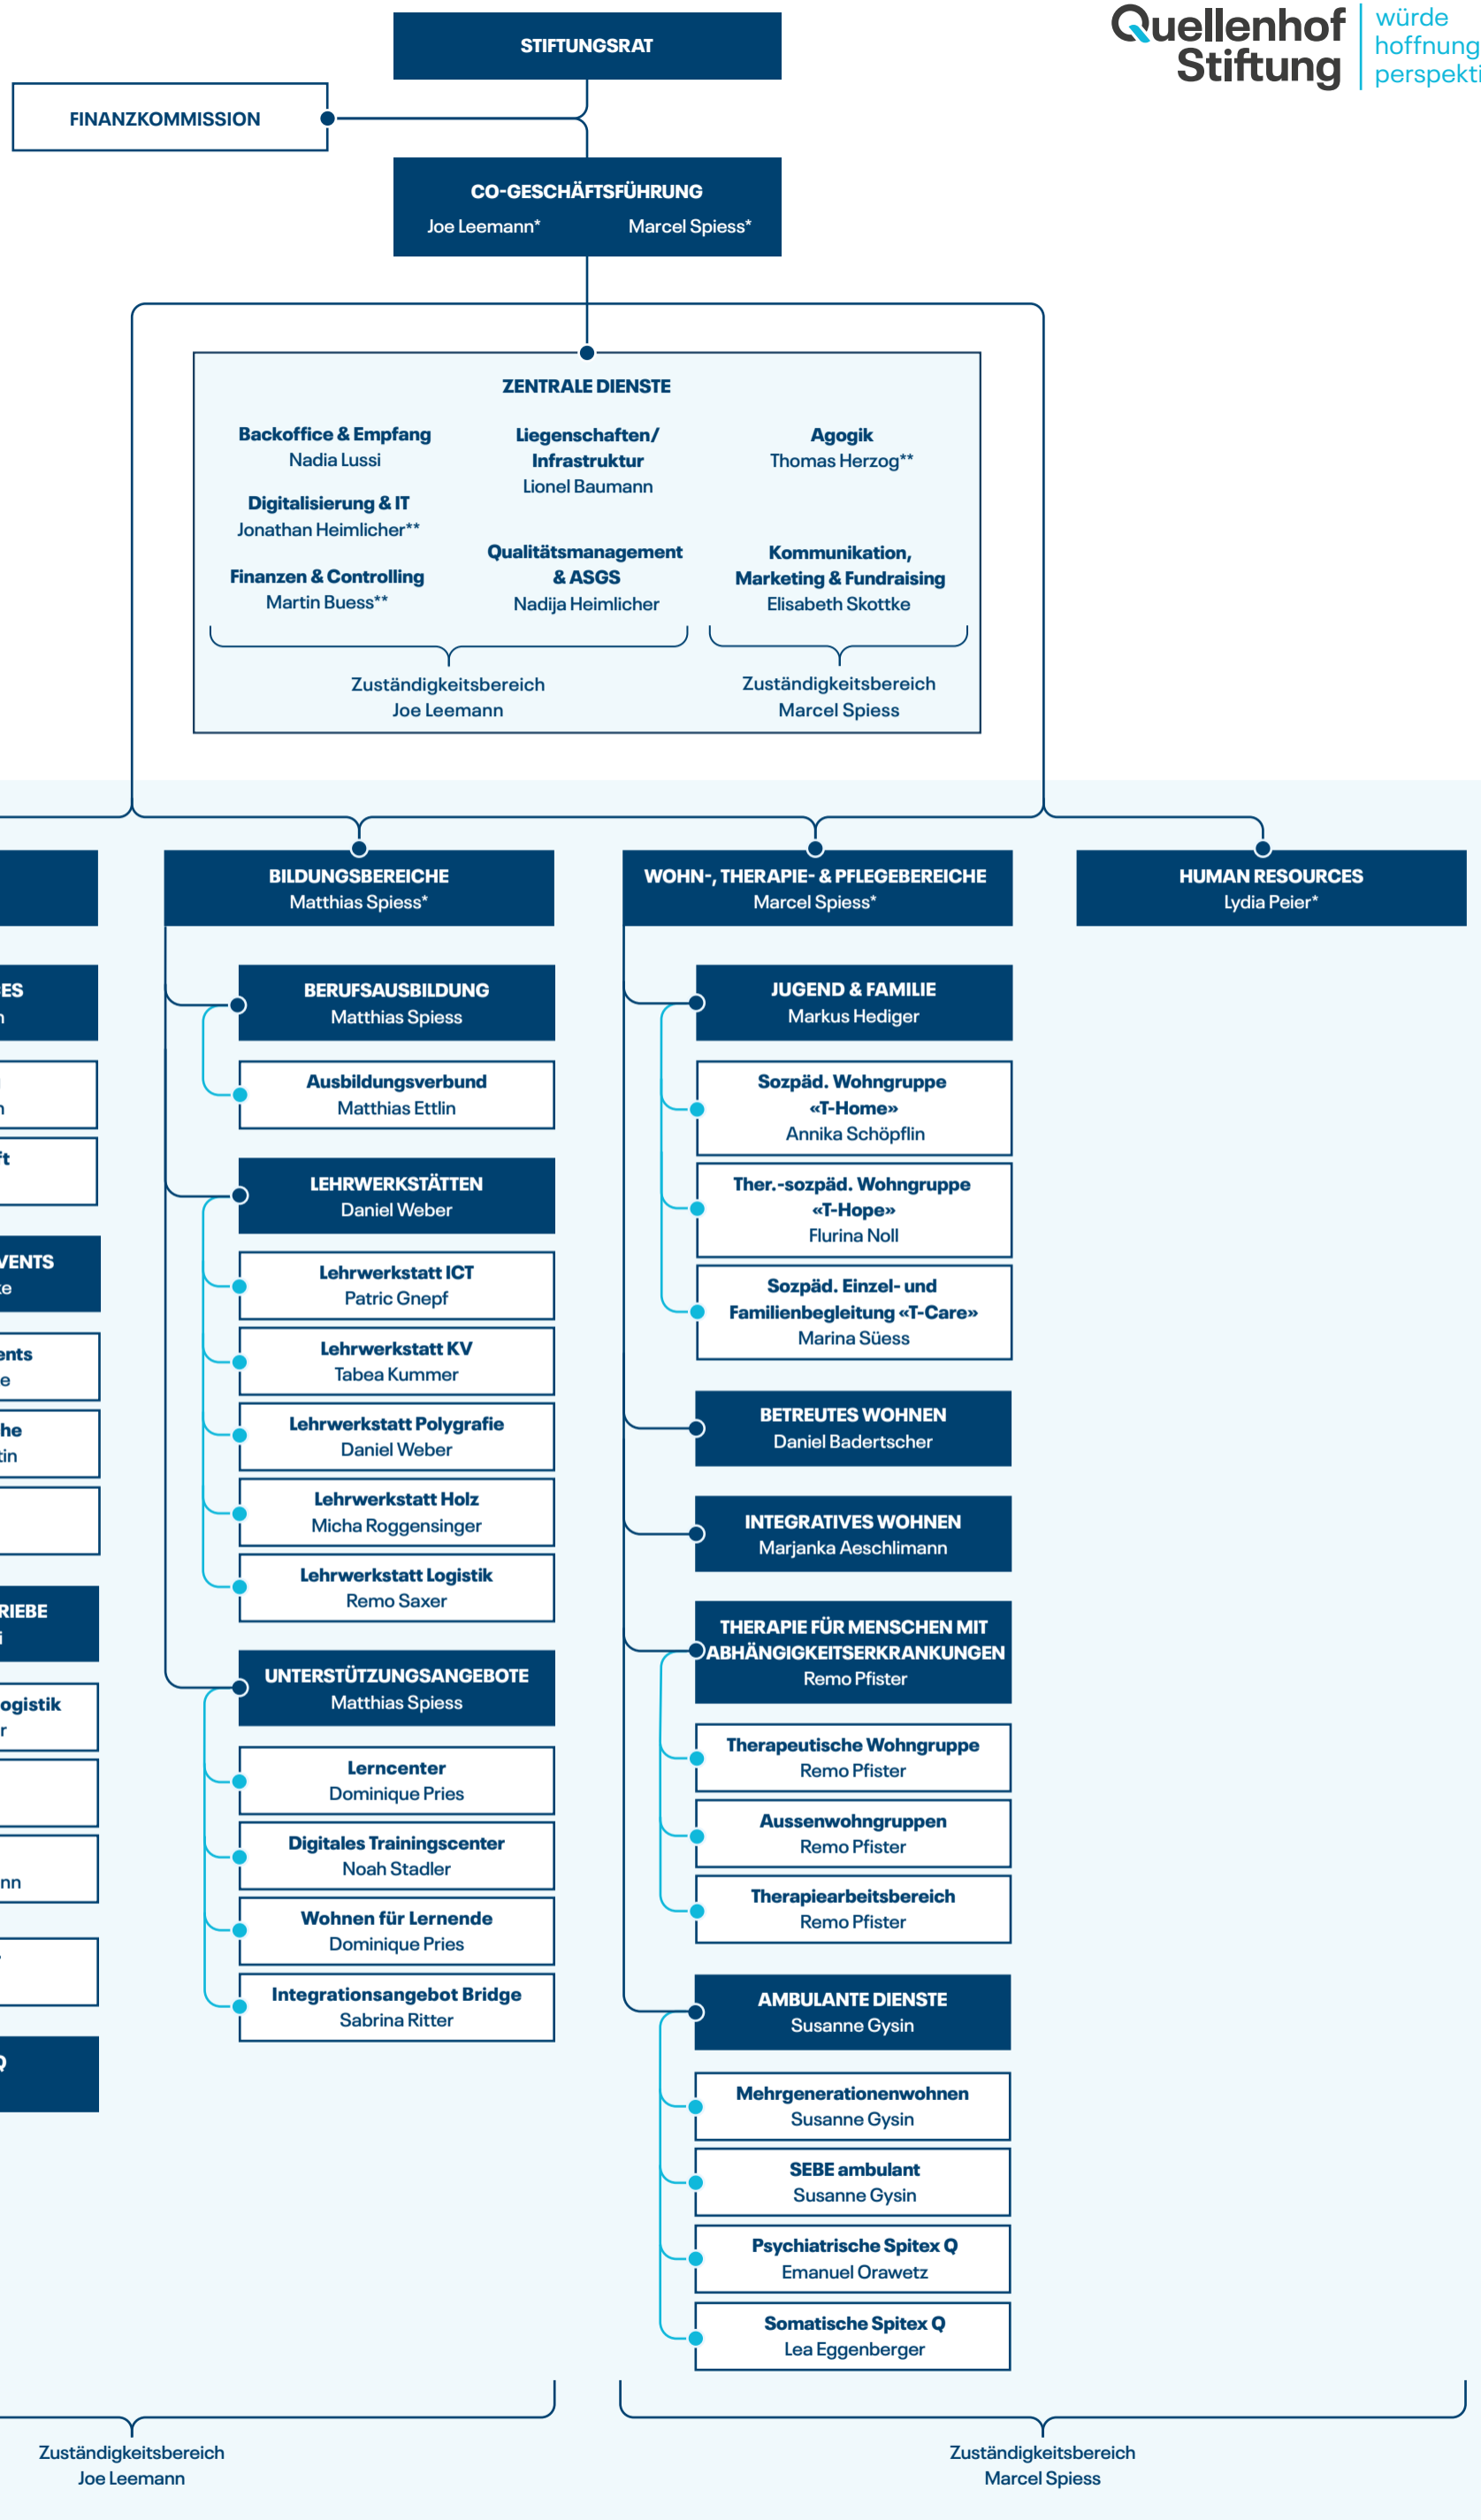 Quellenhof
Stiftung
würde
hoffnung
STIFTUNGSRAT
FINANZKOMMISSION
CO-GESCHÄFTSFÜHRUNG
Joe Leemann* Marcel Spiess*
ZENTRALE DIENSTE
Backoffice & Empfang
Nadia Lussi
Digitalisierung & IT
Jonathan Heimlicher**
Finanzen & Controlling
Martin Buess**
Liegenschaften/
Infrastruktur
Lionel Baumann
Qualitätsmanagement
& ASGS
Nadija Heimlicher
Agogik
Thomas Herzog**
Kommunikation,
Marketing & Fundraising
Elisabeth Skottke
Zuständigkeitsbereich
Joe Leemann
Zuständigkeitsbereich
Marcel Spiess
BILDUNGSBEREICHE
Matthias Spiess*
BERUFSAUSBILDUNG
Matthias Spiess
Ausbildungsverbund
Matthias Ettlin
LEHRWERKSTÄTTEN
Daniel Weber
Lehrwerkstatt ICT
Patric Gnepf
Lehrwerkstatt KV
Tabea Kummer
Lehrwerkstatt Polygrafie
Daniel Weber
Lehrwerkstatt Holz
Micha Roggensinger
Lehrwerkstatt Logistik
Remo Saxer
UNTERSTÜTZUNGSANGEBOTE
Matthias Spiess
Lerncenter
Dominique Pries
Digitales Trainingscenter
Noah Stadler
Wohnen für Lernende
Dominique Pries
Integrationsangebot Bridge
Sabrina Ritter
WOHN-, THERAPIE- & PFLEGEBEREICHE
Marcel Spiess*
JUGEND & FAMILIE
Markus Hediger
Sozpäd. Wohngruppe
«T-Home»
Annika Schöpflin
Ther.-sozpäd. Wohngruppe
«T-Hope»
Flurina Noll
Sozpäd. Einzel- und
Familienbegleitung «T-Care»
Marina Süess
BETREUTES WOHNEN
Daniel Badertscher
INTEGRATIVES WOHNEN
Marjanka Aeschlimann
THERAPIE FÜR MENSCHEN MIT
ABHÄNGIGKEITSERKRANKUNGEN
Remo Pfister
Therapeutische Wohngruppe
Remo Pfister
Aussenwohngruppen
Remo Pfister
Therapiearbeitsbereich
Remo Pfister
AMBULANTE DIENSTE
Susanne Gysin
Mehrgenerationenwohnen
Susanne Gysin
SEBE ambulant
Susanne Gysin
Psychiatrische Spitex Q
Emanuel Orawetz
Somatische Spitex Q
Lea Eggenberger
HUMAN RESOURCES
Lydia Peier*
Zuständigkeitsbereich
Joe Leemann
Zuständigkeitsbereich
Marcel Spiess